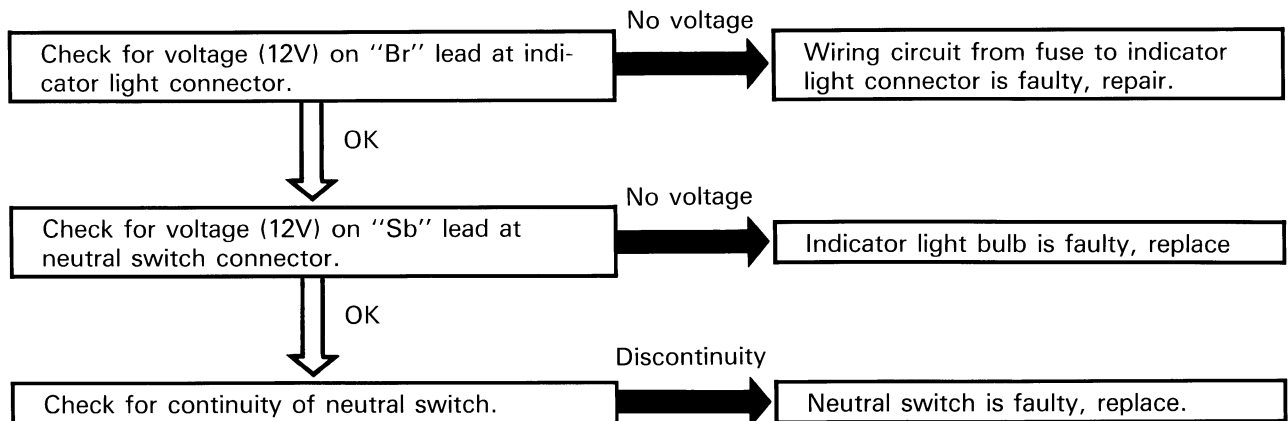 No voltage
Check for voltage (12V) on “Br” lead at indi-
cator light connector.
Wiring circuit from fuse to indicator
light connector is faulty, repair.
OK
No voltage
Check for voltage (12V) on “Sb” lead at
neutral switch connector.
Indicator light bulb is faulty, replace
OK
Discontinuity
Check for continuity of neutral switch.
Neutral switch is faulty, replace.